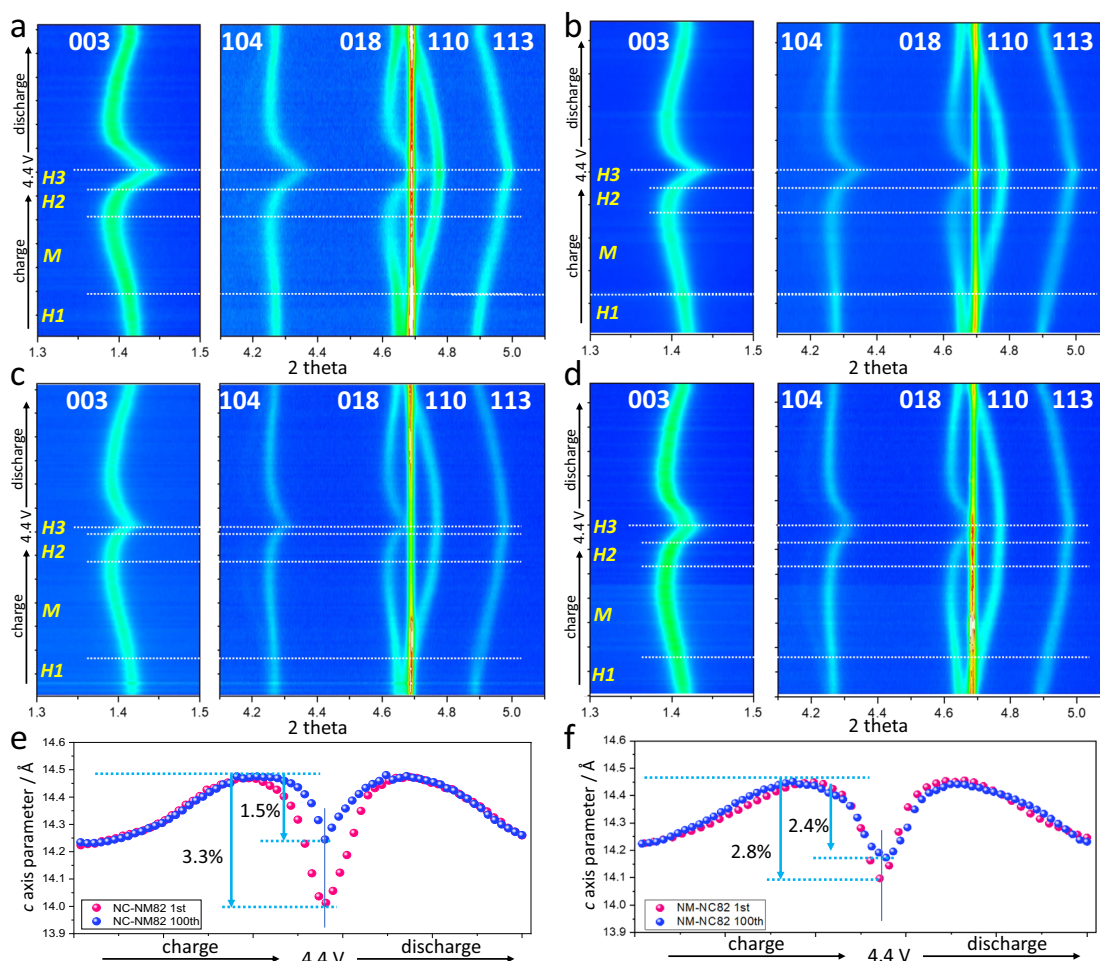 a
003
104
018
110
113
discharge
4.4 V
charge
H3
H2
M
H1
1.3
1.4
1.5
4.2
4.4
4.6
4.8
5.0
2 theta
b
003
104
018
110
113
discharge
4.4 V
charge
H3
H2
M
H1
1.3
1.4
1.5
4.2
4.4
4.6
4.8
5.0
2 theta
c
003
104
018
110
113
discharge
4.4 V
charge
H3
H2
M
H1
1.3
1.4
1.5
4.2
4.4
4.6
4.8
5.0
2 theta
d
003
104
018
110
113
discharge
4.4 V
charge
H3
H2
M
H1
1.3
1.4
1.5
4.2
4.4
4.6
4.8
5.0
2 theta
e
c axis parameter / Å
14.6
14.5
14.4
14.3
14.2
14.1
14.0
13.9
1.5%
3.3%
NC-NM82 1st
NC-NM82 100th
charge
4.4 V
discharge
f
c axis parameter / Å
14.6
14.5
14.4
14.3
14.2
14.1
14.0
13.9
2.4%
2.8%
NM-NC82 1st
NM-NC82 100th
charge
4.4 V
discharge